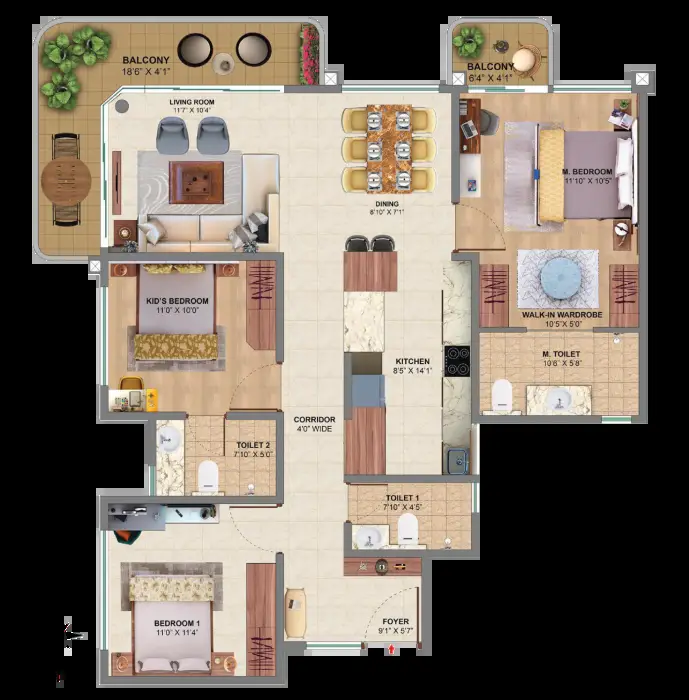 BALCONY
18'6" X 4'1"
BALCONY
6'4" X 4'1"
LIVING ROOM
11'7" X 10'4"
M. BEDROOM
11'10" X 10'5"
DINING
8'10" X 7'1"
KID'S BEDROOM
11'0" X 10'0"
WALK-IN WARDROBE
10'5" X 5'0"
M. TOILET
10'6" X 5'8"
KITCHEN
8'5" X 14'1"
CORRIDOR
4'0" WIDE
TOILET 2
7'10" X 5'0"
TOILET 1
7'10" X 4'5"
BEDROOM 1
11'0" X 11'4"
FOYER
9'1" X 5'7"